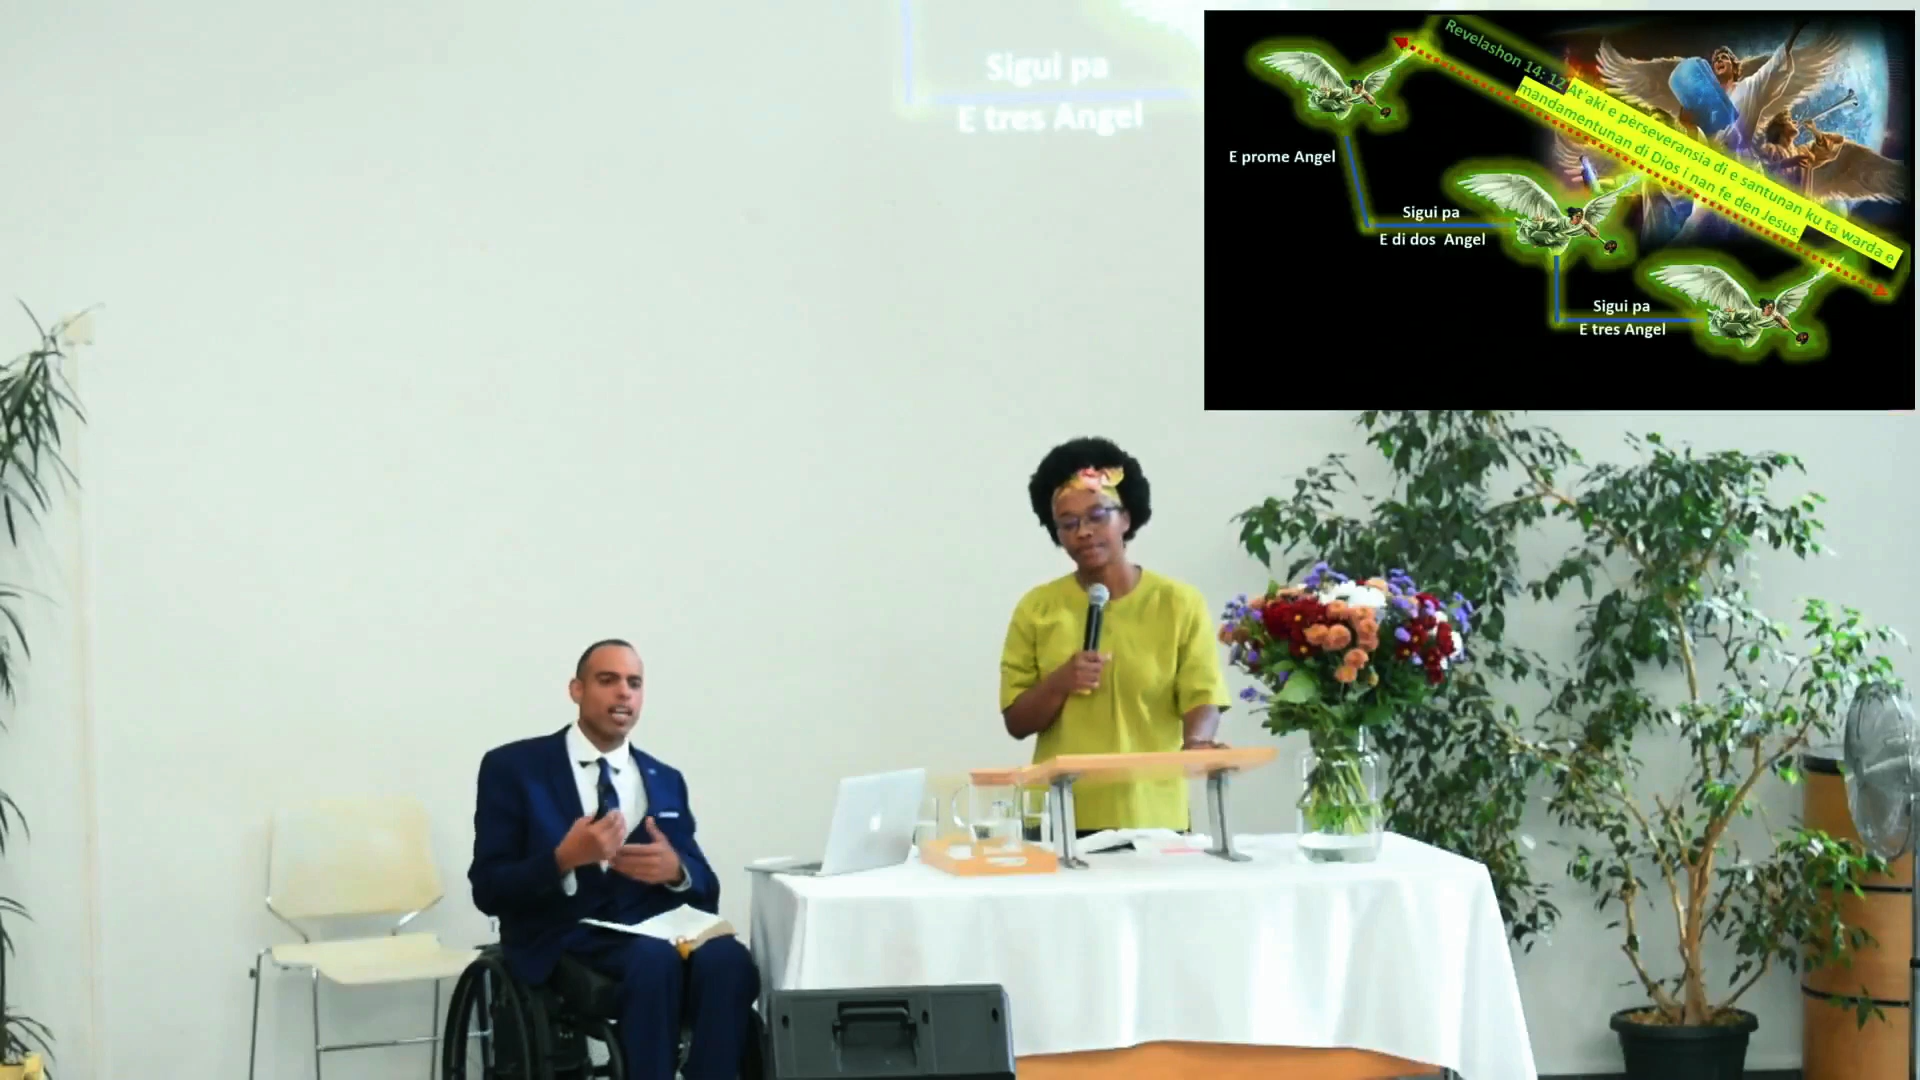 Sigui pa
E tres Angel
Revelashon 14: 12 At'aki e pèrseveransia di e santunan ku ta warda e
mandamentunan di Dios i nan fe den Jesus.
E prome Angel
Sigui pa
E di dos Angel
Sigui pa
E tres Angel